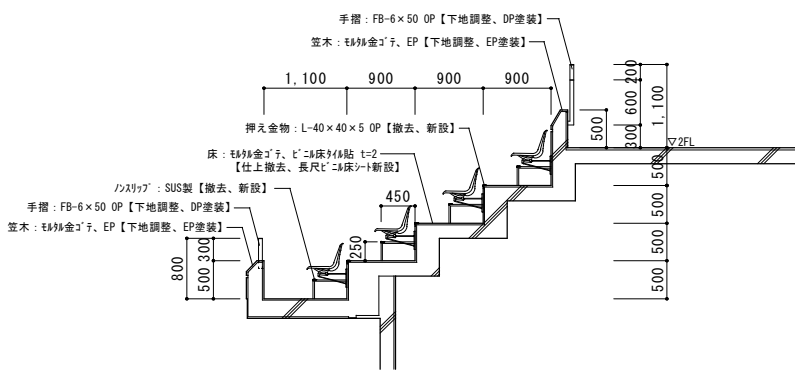 手摺：FB-6×50 OP【下地調整、DP塗装】
笠木：ﾓﾙﾀﾙ金ｺﾞﾃ、EP【下地調整、EP塗装】
1,100 900 900 900
200
600
300
1,100
500
押え金物：L-40×40×5 OP【撤去、新設】
▽2FL
床：ﾓﾙﾀﾙ金ｺﾞﾃ、ﾋﾞﾆﾙ床ﾀｲﾙ貼 t=2
【仕上撤去、長尺ﾋﾞﾆﾙ床ｼｰﾄ新設】
500
500
500
500
ﾉﾝｽﾘｯﾌﾟ：SUS製【撤去、新設】
450
手摺：FB-6×50 OP【下地調整、DP塗装】
笠木：ﾓﾙﾀﾙ金ｺﾞﾃ、EP【下地調整、EP塗装】
250
800
300
500